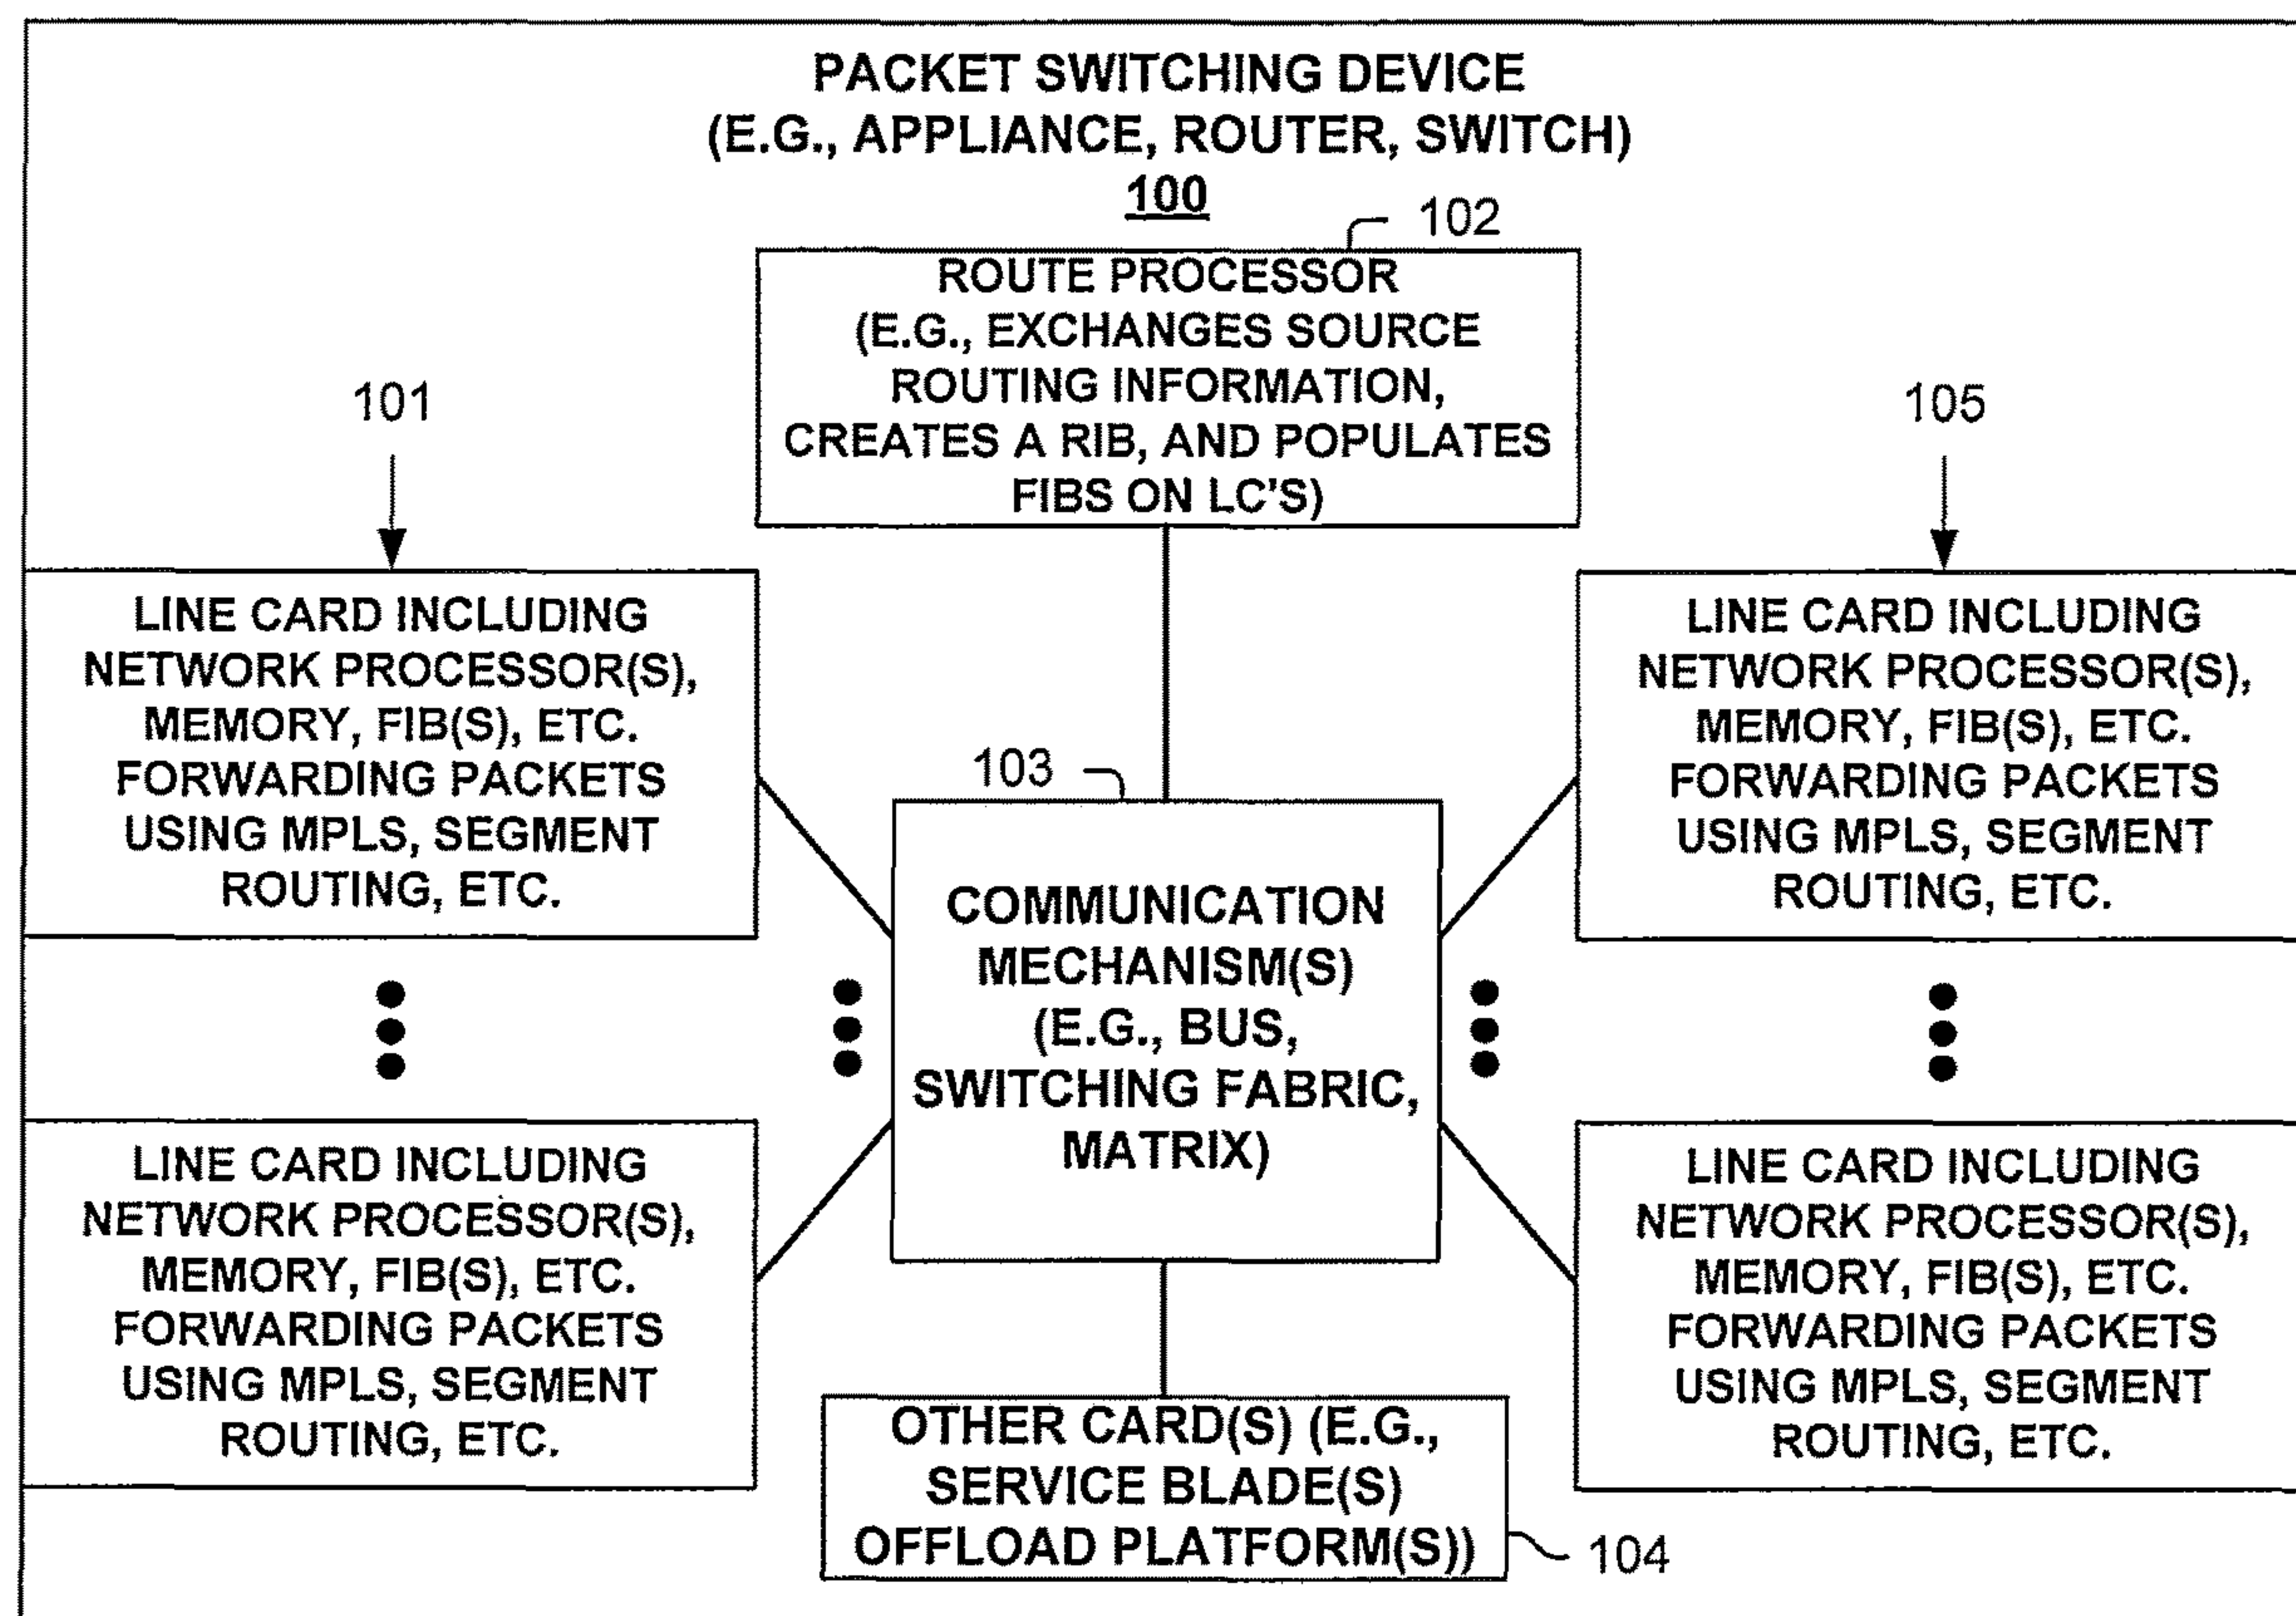 PACKET SWITCHING DEVICE
(E.G., APPLIANCE, ROUTER, SWITCH)
100
102
ROUTE PROCESSOR
(E.G., EXCHANGES SOURCE
ROUTING INFORMATION,
CREATES A RIB, AND POPULATES
FIBS ON LC'S)
101
LINE CARD INCLUDING
NETWORK PROCESSOR(S),
MEMORY, FIB(S), ETC.
FORWARDING PACKETS
USING MPLS, SEGMENT
ROUTING, ETC.
105
LINE CARD INCLUDING
NETWORK PROCESSOR(S),
MEMORY, FIB(S), ETC.
FORWARDING PACKETS
USING MPLS, SEGMENT
ROUTING, ETC.
103
COMMUNICATION
MECHANISM(S)
(E.G., BUS,
SWITCHING FABRIC,
MATRIX)
LINE CARD INCLUDING
NETWORK PROCESSOR(S),
MEMORY, FIB(S), ETC.
FORWARDING PACKETS
USING MPLS, SEGMENT
ROUTING, ETC.
LINE CARD INCLUDING
NETWORK PROCESSOR(S),
MEMORY, FIB(S), ETC.
FORWARDING PACKETS
USING MPLS, SEGMENT
ROUTING, ETC.
OTHER CARD(S) (E.G.,
SERVICE BLADE(S)
OFFLOAD PLATFORM(S))
104